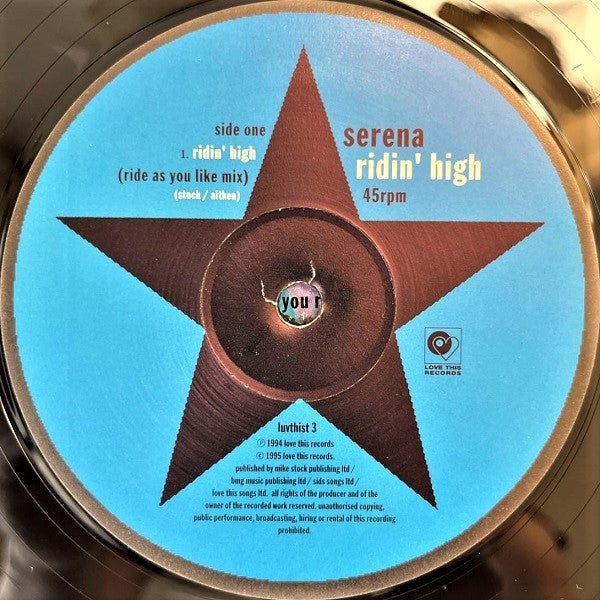 side one
1. ridin' high
(ride as you like mix)
(stock / aitken)
serena
ridin' high
45rpm
you r
LOVE THIS
RECORDS
luvthist 3
℗ 1994 love this records
© 1995 love this records.
published by mike stock publishing ltd /
bmg music publishing ltd / sids songs ltd /
love this songs ltd. all rights of the producer and of the
owner of the recorded work reserved. unauthorised copying,
public performance, broadcasting, hiring or rental of this recording
prohibited.